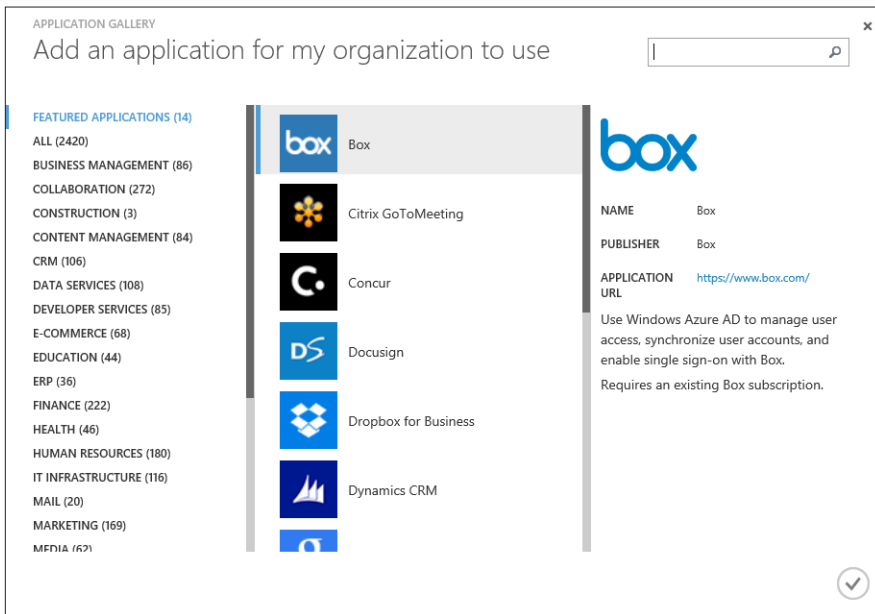 APPLICATION GALLERY
Add an application for my organization to use
FEATURED APPLICATIONS (14)
ALL (2420)
BUSINESS MANAGEMENT (86)
COLLABORATION (272)
CONSTRUCTION (3)
CONTENT MANAGEMENT (84)
CRM (106)
DATA SERVICES (108)
DEVELOPER SERVICES (85)
E-COMMERCE (68)
EDUCATION (44)
ERP (36)
FINANCE (222)
HEALTH (46)
HUMAN RESOURCES (180)
IT INFRASTRUCTURE (116)
MAIL (20)
MARKETING (169)
MEDIA (62)
box Box
Citrix GoToMeeting
C. Concur
DS Docusign
Dropbox for Business
Dynamics CRM
g
box
NAME Box
PUBLISHER Box
APPLICATION https://www.box.com/
URL
Use Windows Azure AD to manage user
access, synchronize user accounts, and
enable single sign-on with Box.
Requires an existing Box subscription.